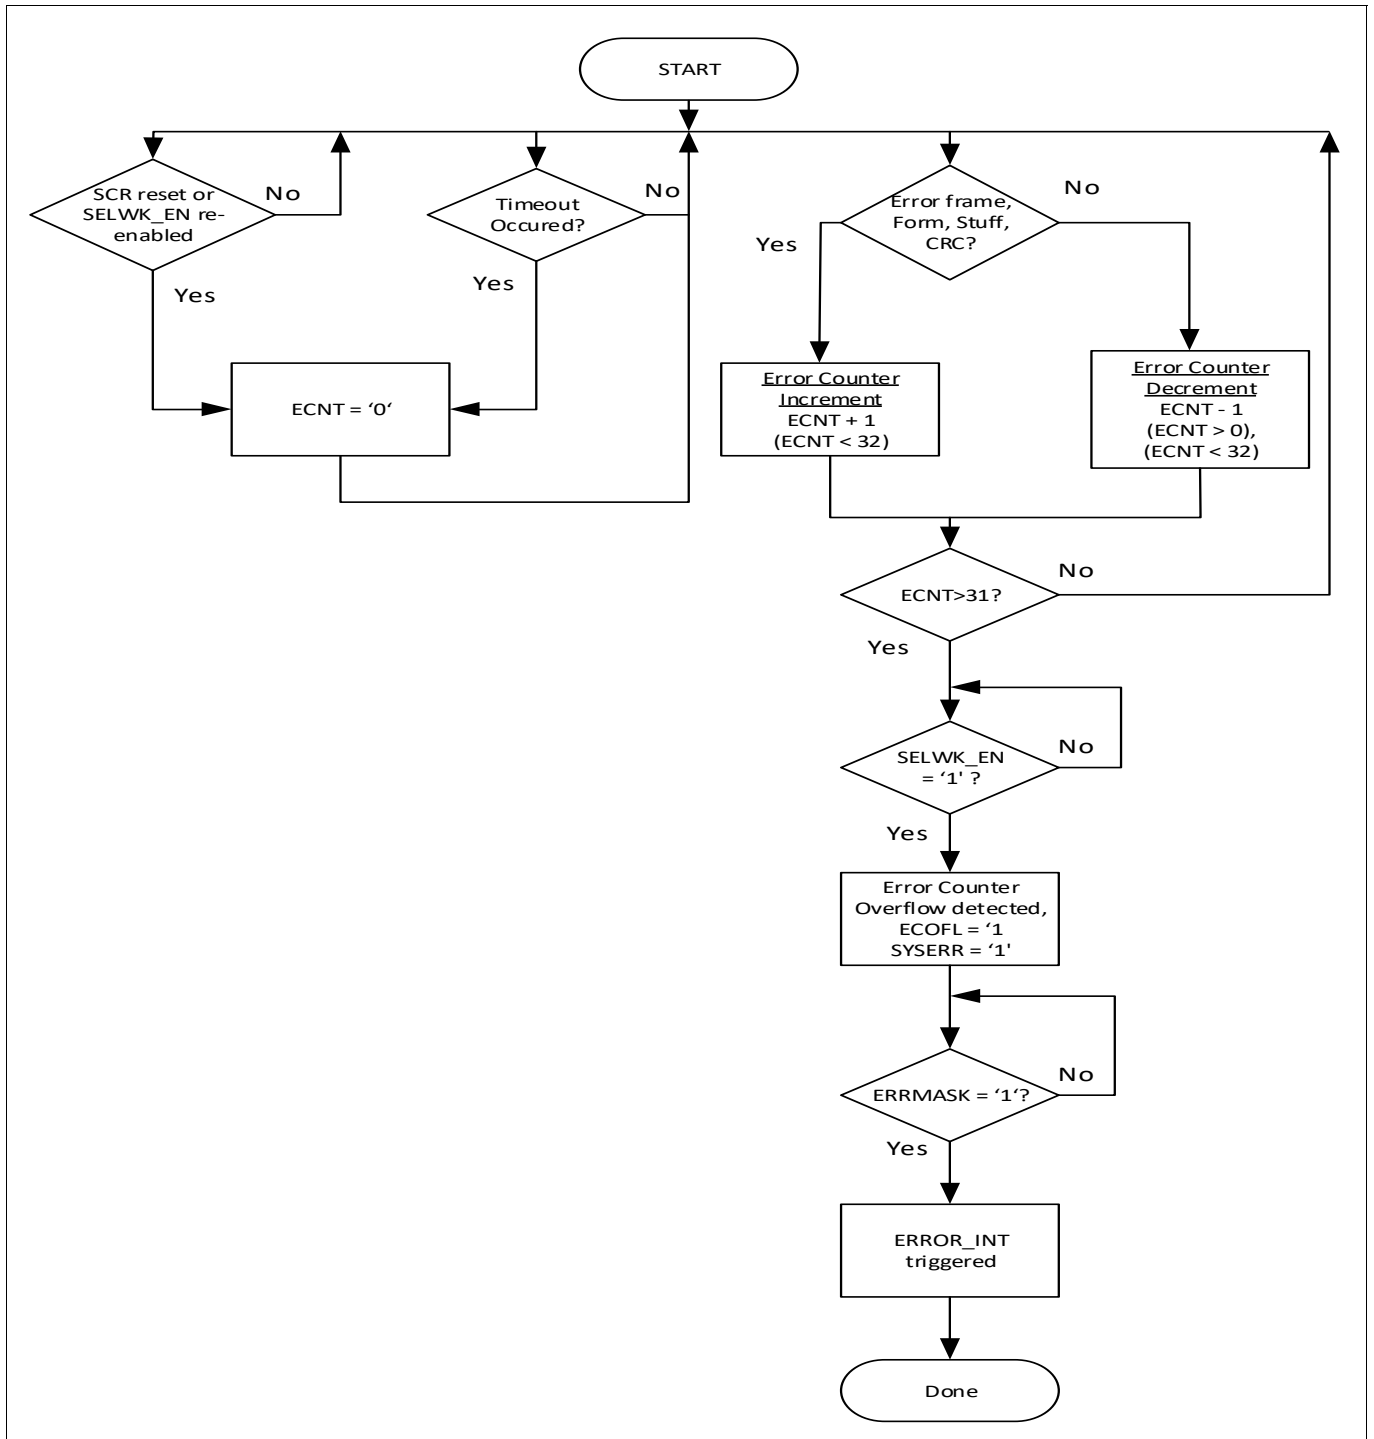 START
SCR reset or
SELWK_EN re-
enabled
No
Yes
Timeout
Occured?
No
Yes
Error frame,
Form, Stuff,
CRC?
No
Yes
ECNT = ‘0‘
Error Counter
Increment
ECNT + 1
(ECNT < 32)
Error Counter
Decrement
ECNT - 1
(ECNT > 0),
(ECNT < 32)
ECNT>31?
No
Yes
SELWK_EN
= ‘1' ?
No
Yes
Error Counter
Overflow detected,
ECOFL = ‘1
SYSERR = ‘1'
ERRMASK = ‘1‘?
No
Yes
ERROR_INT
triggered
Done